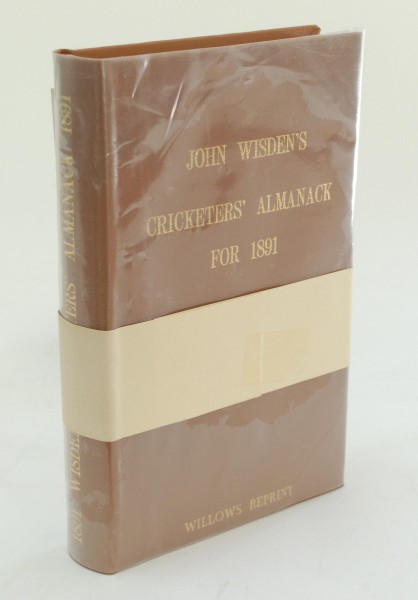 JOHN WISDEN'S
CRICKETERS' ALMANACK
FOR 1891
WILLOWS REPRINT
1891 WISDEN
ALMANACK 1891